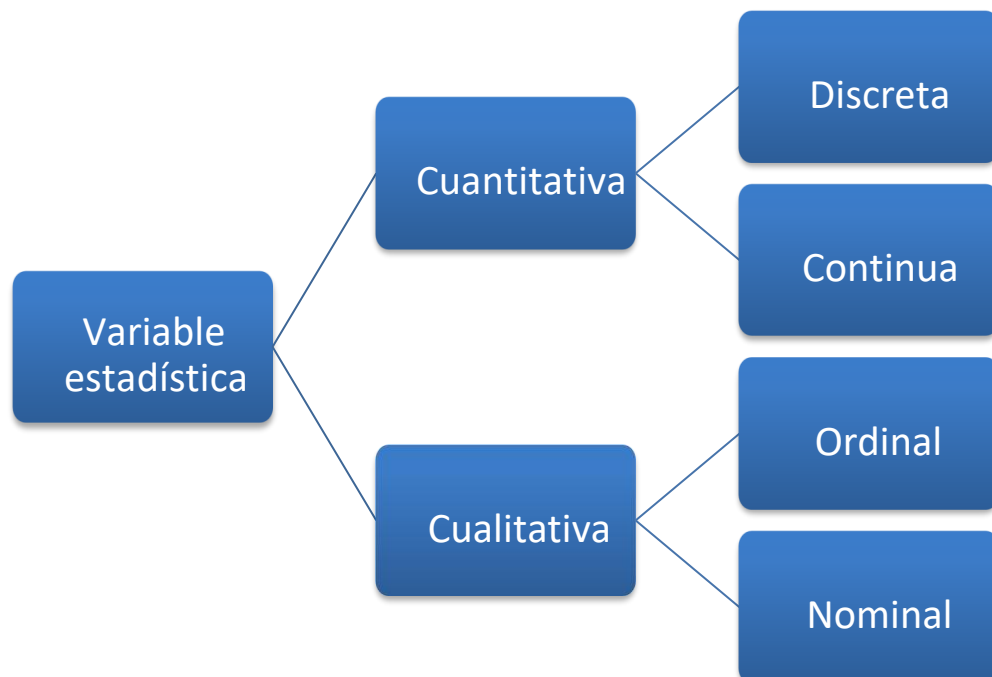 Variable
estadística
Cuantitativa
Discreta
Continua
Cualitativa
Ordinal
Nominal